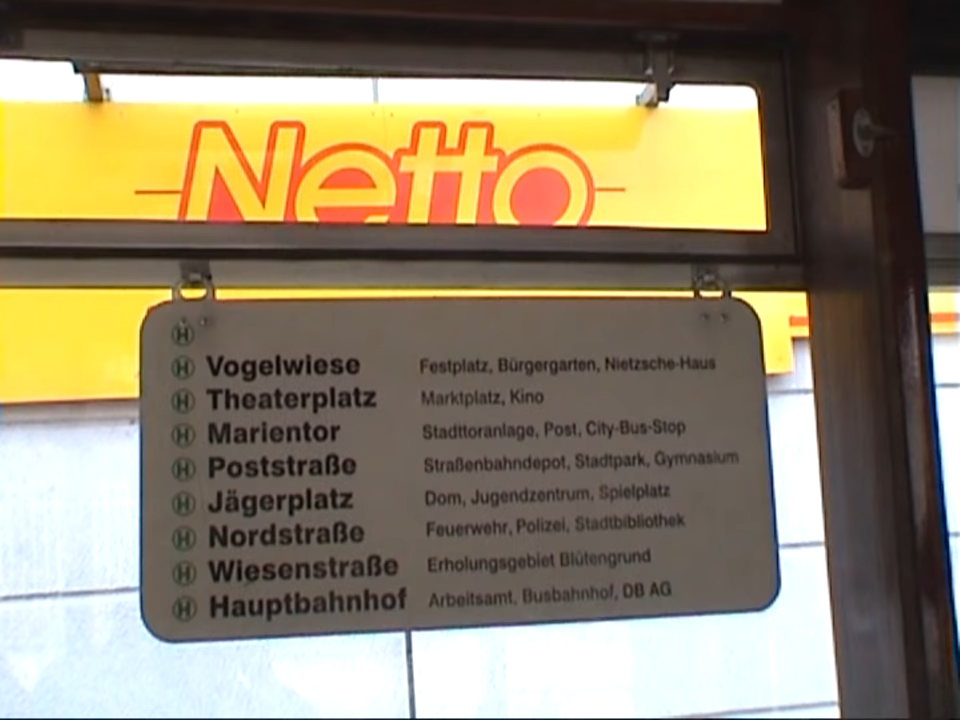 Netto
H
H Vogelwiese Festplatz, Bürgergarten, Nietzsche-Haus
H Theaterplatz Marktplatz, Kino
H Marientor Stadttoranlage, Post, City-Bus-Stop
H Poststraße Straßenbahndepot, Stadtpark, Gymnasium
H Jägerplatz Dom, Jugendzentrum, Spielplatz
H Nordstraße Feuerwehr, Polizei, Stadtbibliothek
H Wiesenstraße Erholungsgebiet Blütengrund
H Hauptbahnhof Arbeitsamt, Busbahnhof, DB AG